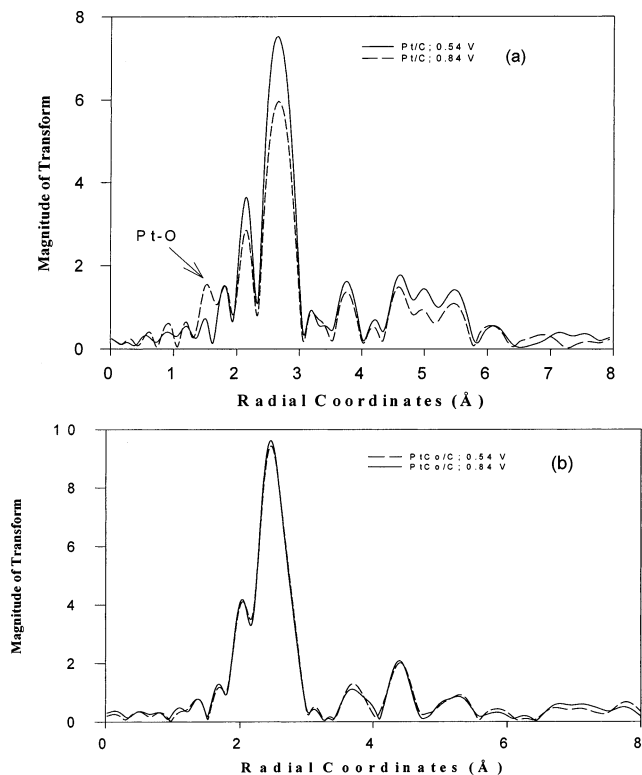 8
Pt/C; 0.54 V
Pt/C; 0.84 V
(a)
6
4
Pt-O
2
0
Magnitude of Transform
0 1 2 3 4 5 6 7 8
Radial Coordinates (Å)
10
PtCo/C; 0.54 V
PtCo/C; 0.84 V
(b)
8
6
4
2
0
Magnitude of Transform
0 2 4 6 8
Radial Coordinates (Å)